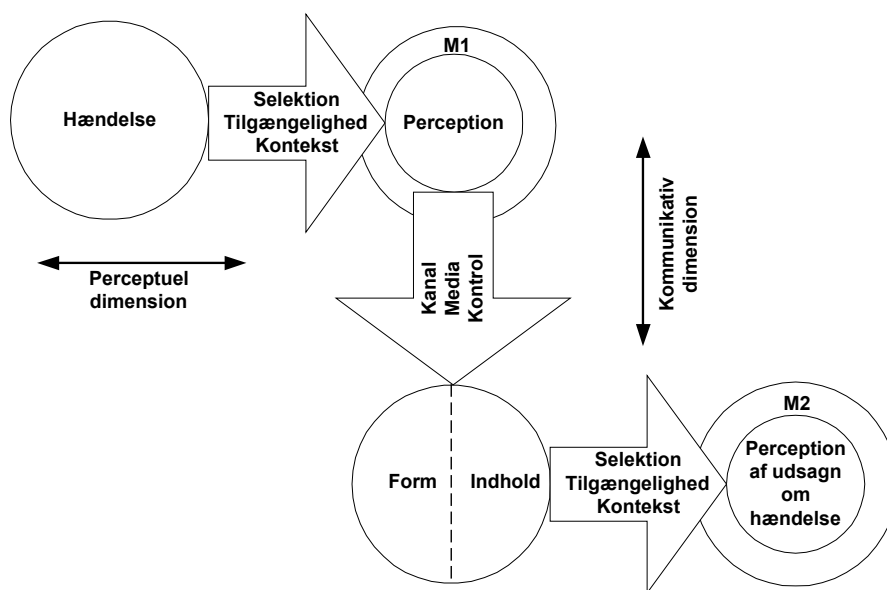 Hændelse
Selektion
Tilgængelighed
Kontekst
M1
Perception
Perceptuel
dimension
Kanal
Media
Kontrol
Kommunikativ
dimension
Form
Indhold
Selektion
Tilgængelighed
Kontekst
M2
Perception
af udsagn
om
hændelse